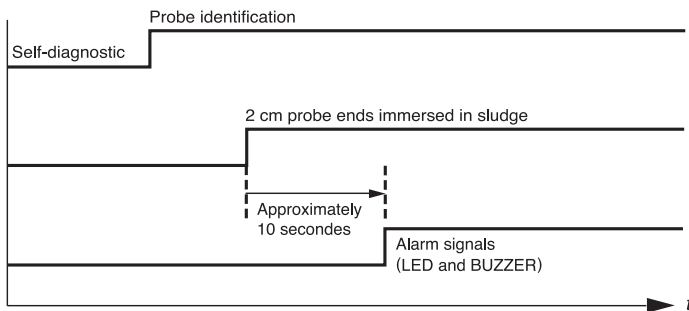 Probe identification
Self-diagnostic
2 cm probe ends immersed in sludge
Approximately
10 secondes
Alarm signals
(LED and BUZZER)
t